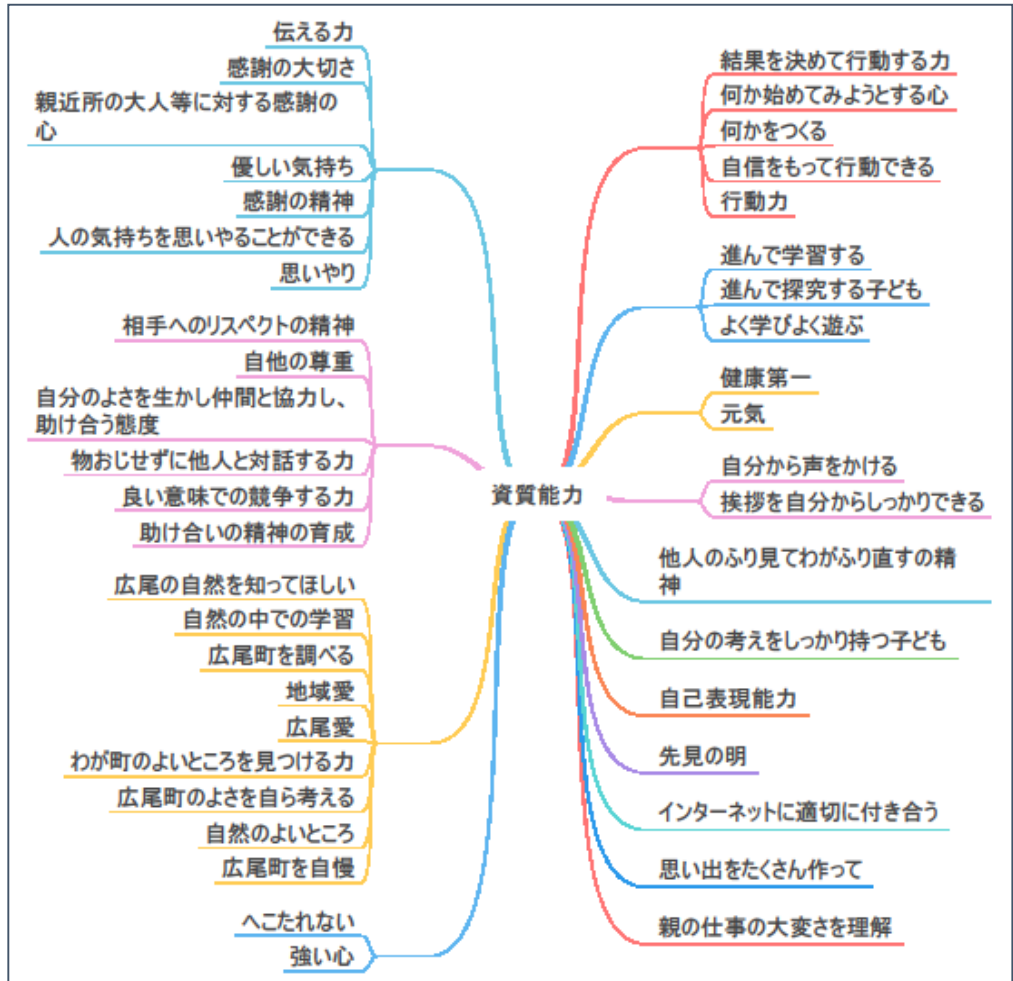 伝える力
感謝の大切さ
親近所の大人等に対する感謝の
心
優しい気持ち
感謝の精神
人の気持ちを思いやることができる
思いやり
相手へのリスペクトの精神
自他の尊重
自分のよさを生かし仲間と協力し、
助け合う態度
物おじせずに他人と対話する力
良い意味での競争する力
助け合いの精神の育成
広尾の自然を知ってほしい
自然の中での学習
広尾町を調べる
地域愛
広尾愛
わが町のよいところを見つける力
広尾町のよさを自ら考える
自然のよいところ
広尾町を自慢
へこたれない
強い心
資質能力
結果を決めて行動する力
何か始めてみようとする心
何かをつくる
自信をもって行動できる
行動力
進んで学習する
進んで探究する子ども
よく学びよく遊ぶ
健康第一
元気
自分から声をかける
挨拶を自分からしっかりできる
他人のふり見てわがふり直すの精
神
自分の考えをしっかり持つ子ども
自己表現能力
先見の明
インターネットに適切に付き合う
思い出をたくさん作って
親の仕事の大変さを理解